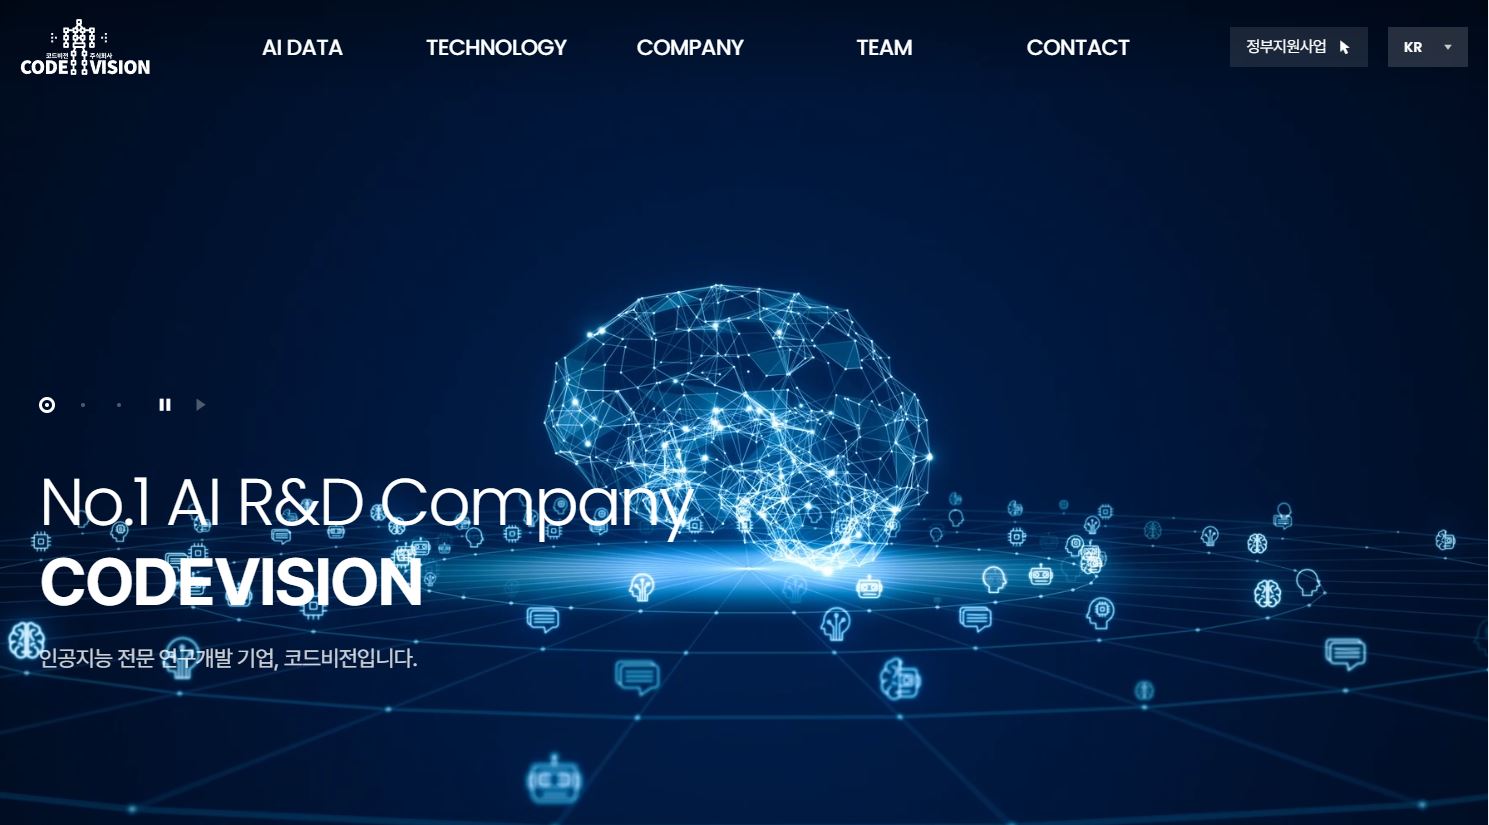 코드비전 주식회사
CODE VISION
AI DATA
TECHNOLOGY
COMPANY
TEAM
CONTACT
정부지원사업
KR
No.1 AI R&D Company
CODEVISION
인공지능 전문 연구개발 기업, 코드비전입니다.